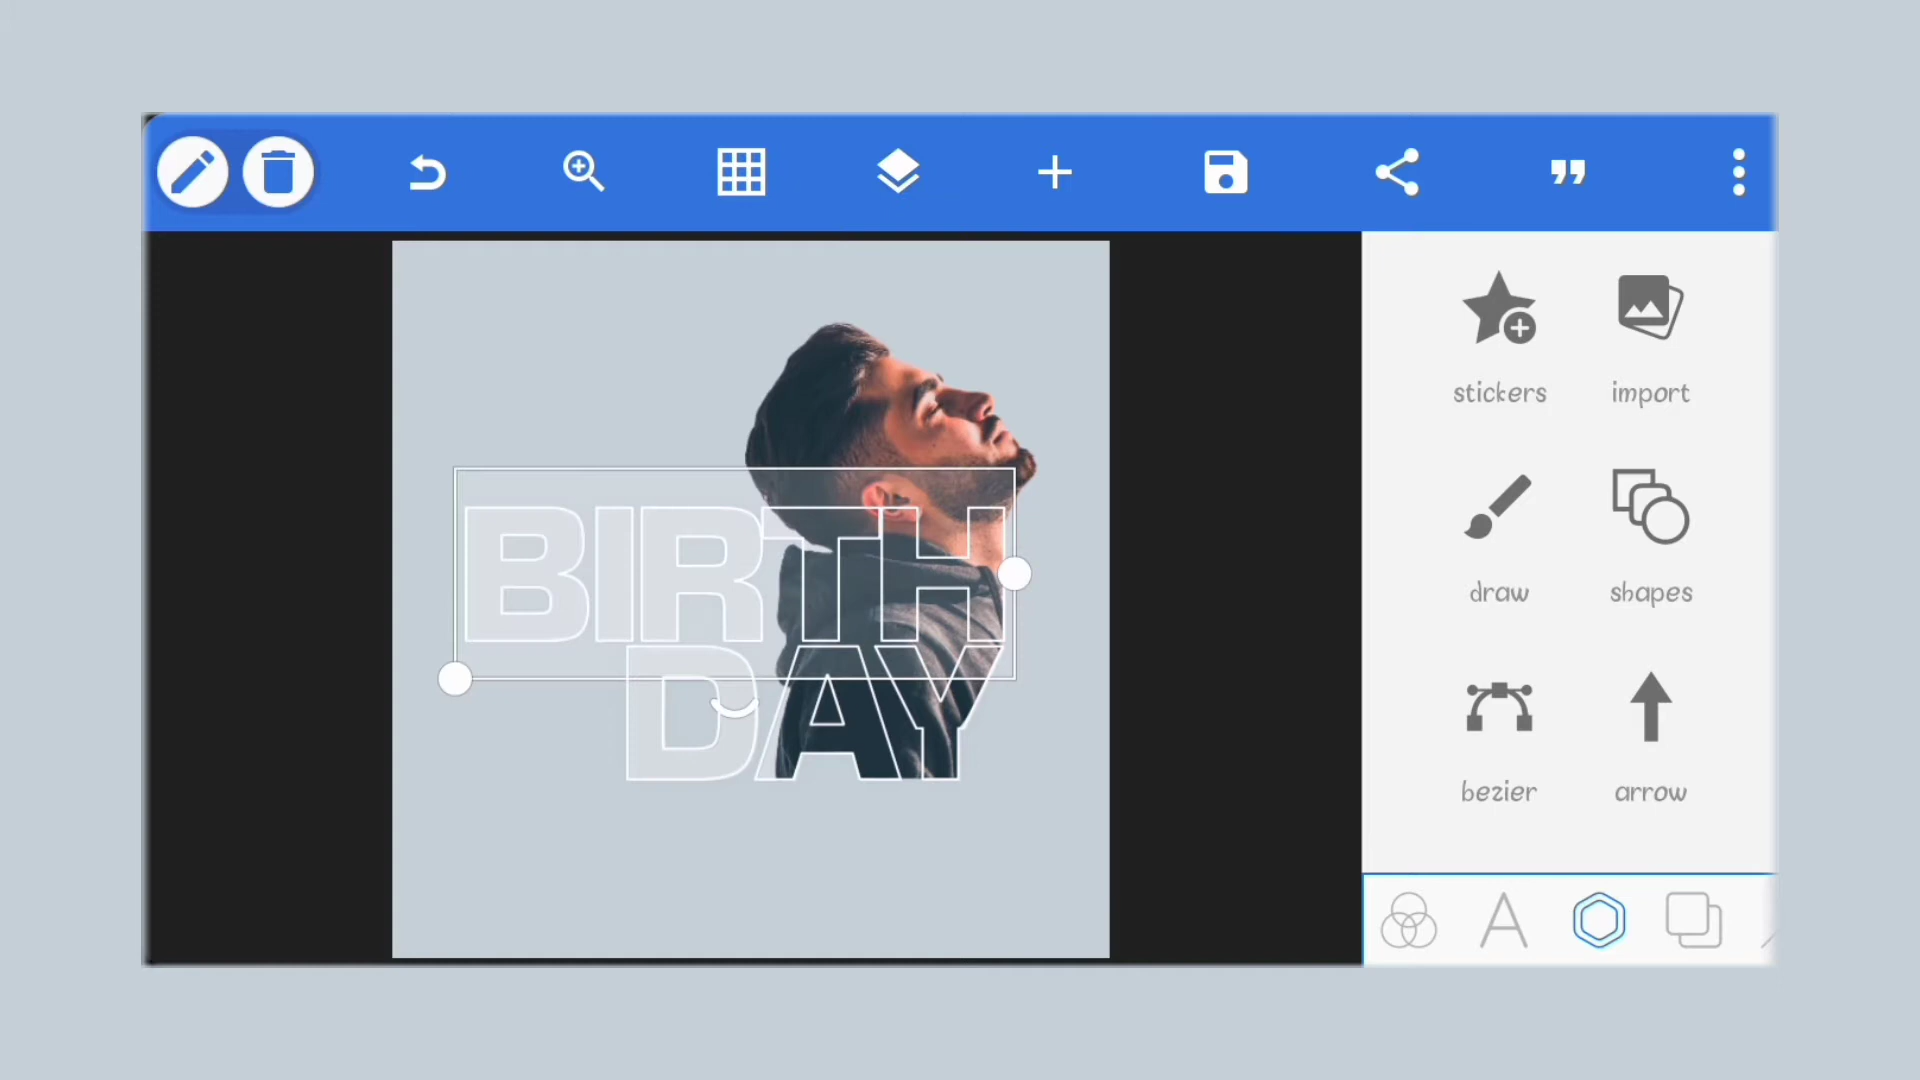 BIRTH
DAY
stickers
import
draw
shapes
bezier
arrow